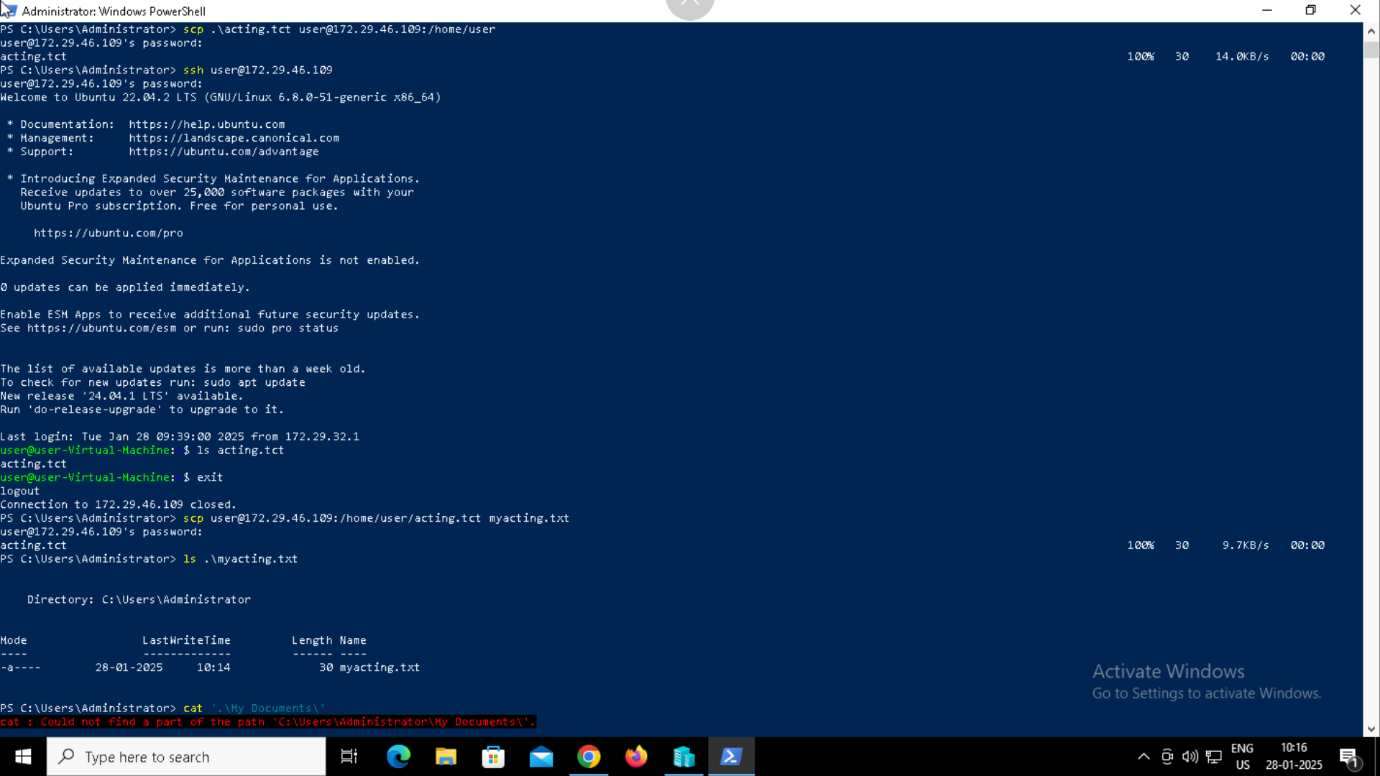 Administrator: Windows PowerShell
PS C:\Users\Administrator> scp .\acting.tct user@172.29.46.109:/home/user
user@172.29.46.109's password:
acting.tct 100% 30 14.0KB/s 00:00
PS C:\Users\Administrator> ssh user@172.29.46.109
user@172.29.46.109's password:
Welcome to Ubuntu 22.04.2 LTS (GNU/Linux 6.8.0-51-generic x86_64)
* Documentation: https://help.ubuntu.com
* Management: https://landscape.canonical.com
* Support: https://ubuntu.com/advantage
* Introducing Expanded Security Maintenance for Applications.
Receive updates to over 25,000 software packages with your
Ubuntu Pro subscription. Free for personal use.
https://ubuntu.com/pro
Expanded Security Maintenance for Applications is not enabled.
0 updates can be applied immediately.
Enable ESM Apps to receive additional future security updates.
See https://ubuntu.com/esm or run: sudo pro status
The list of available updates is more than a week old.
To check for new updates run: sudo apt update
New release '24.04.1 LTS' available.
Run 'do-release-upgrade' to upgrade to it.
Last login: Tue Jan 28 09:39:00 2025 from 172.29.32.1
user@user-Virtual-Machine: $ ls acting.tct
acting.tct
user@user-Virtual-Machine: $ exit
logout
Connection to 172.29.46.109 closed.
PS C:\Users\Administrator> scp user@172.29.46.109:/home/user/acting.tct myacting.txt
user@172.29.46.109's password:
acting.tct 100% 30 9.7KB/s 00:00
PS C:\Users\Administrator> ls .\myacting.txt
Directory: C:\Users\Administrator
Mode LastWriteTime Length Name
---- ------------- ------ ----
-a---- 28-01-2025 10:14 30 myacting.txt
PS C:\Users\Administrator> cat '.\My Documents\'
cat : Could not find a part of the path 'C:\Users\Administrator\My Documents\'.
Activate Windows
Go to Settings to activate Windows.
Type here to search
ENG
US
10:16
28-01-2025
1